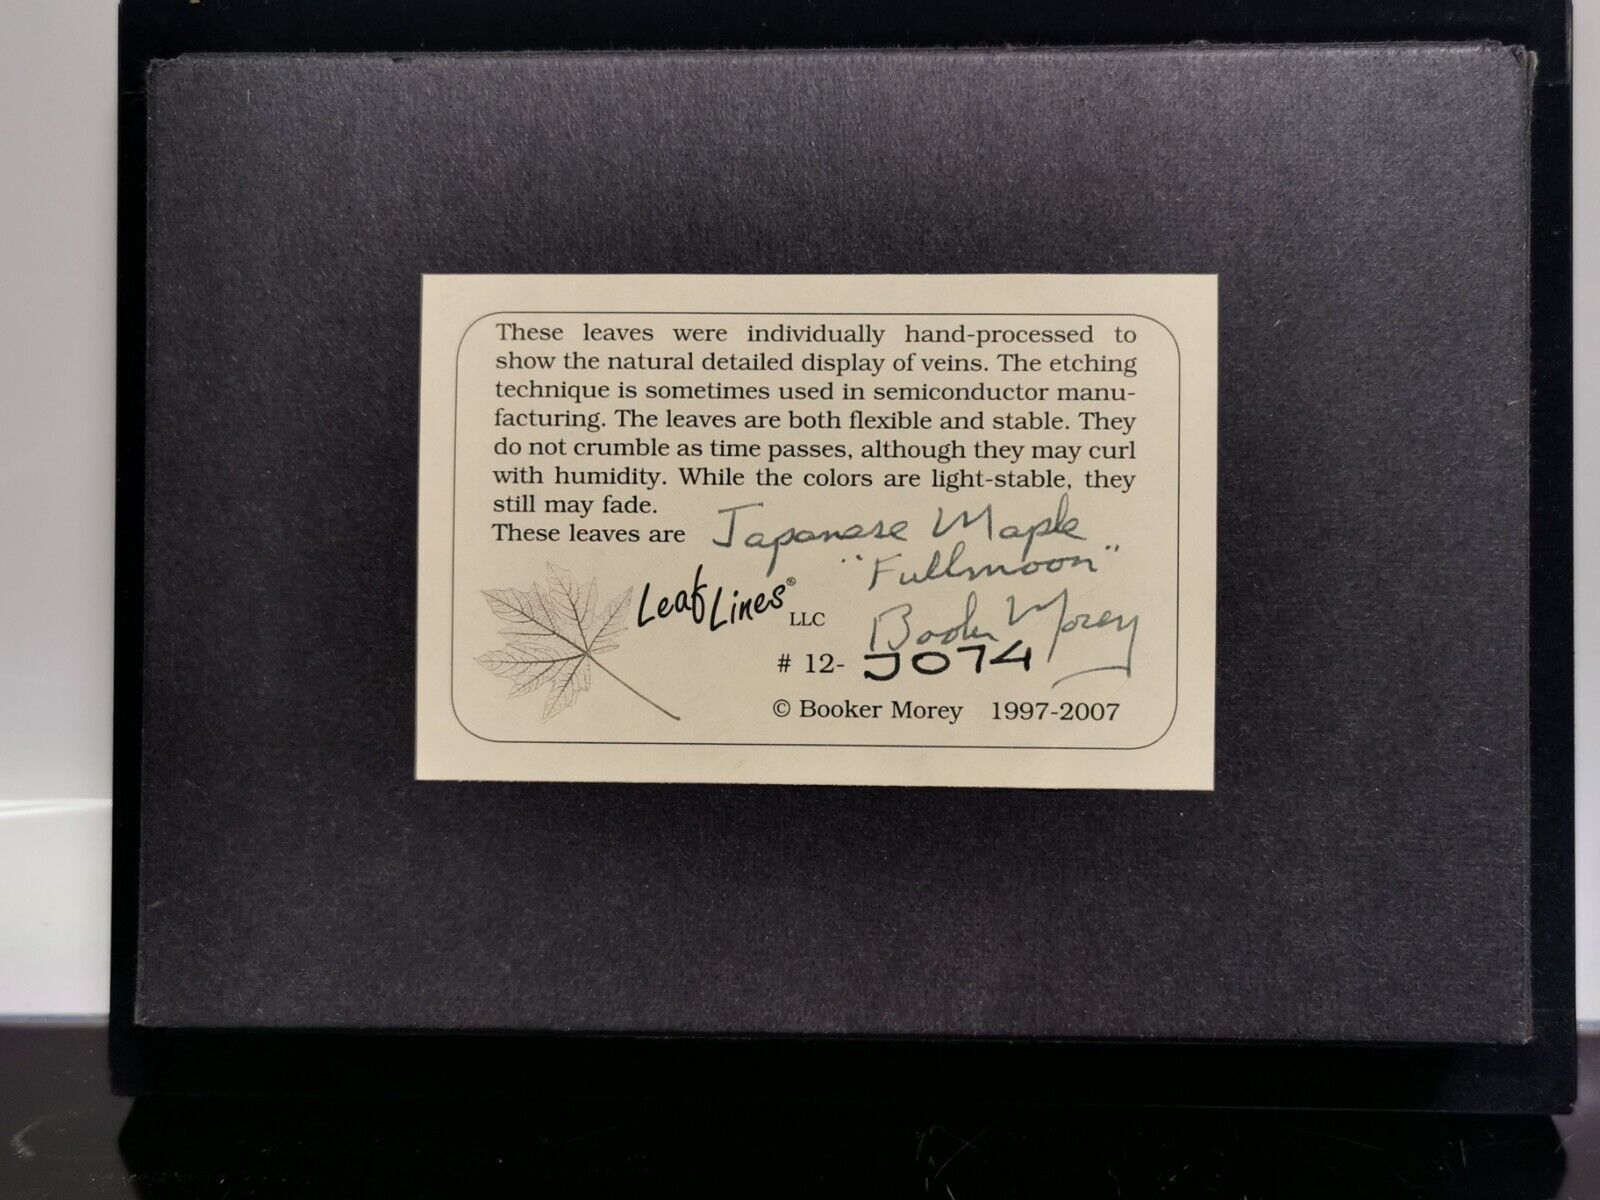 These leaves were individually hand-processed to
show the natural detailed display of veins. The etching
technique is sometimes used in semiconductor manu-
facturing. The leaves are both flexible and stable. They
do not crumble as time passes, although they may curl
with humidity. While the colors are light-stable, they
still may fade.
These leaves are Japanese Maple
"Fullmoon"
Leaf Lines® LLC
Booker Morey
# 12- J074
© Booker Morey 1997-2007